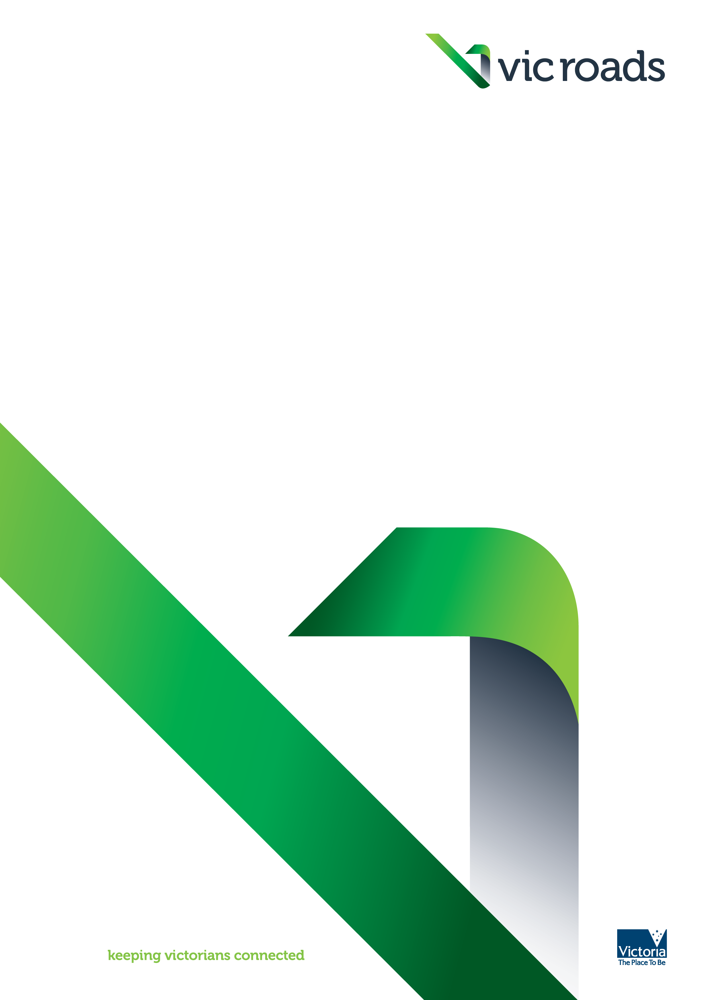 vic roads
keeping victorians connected
Victoria
The Place To Be